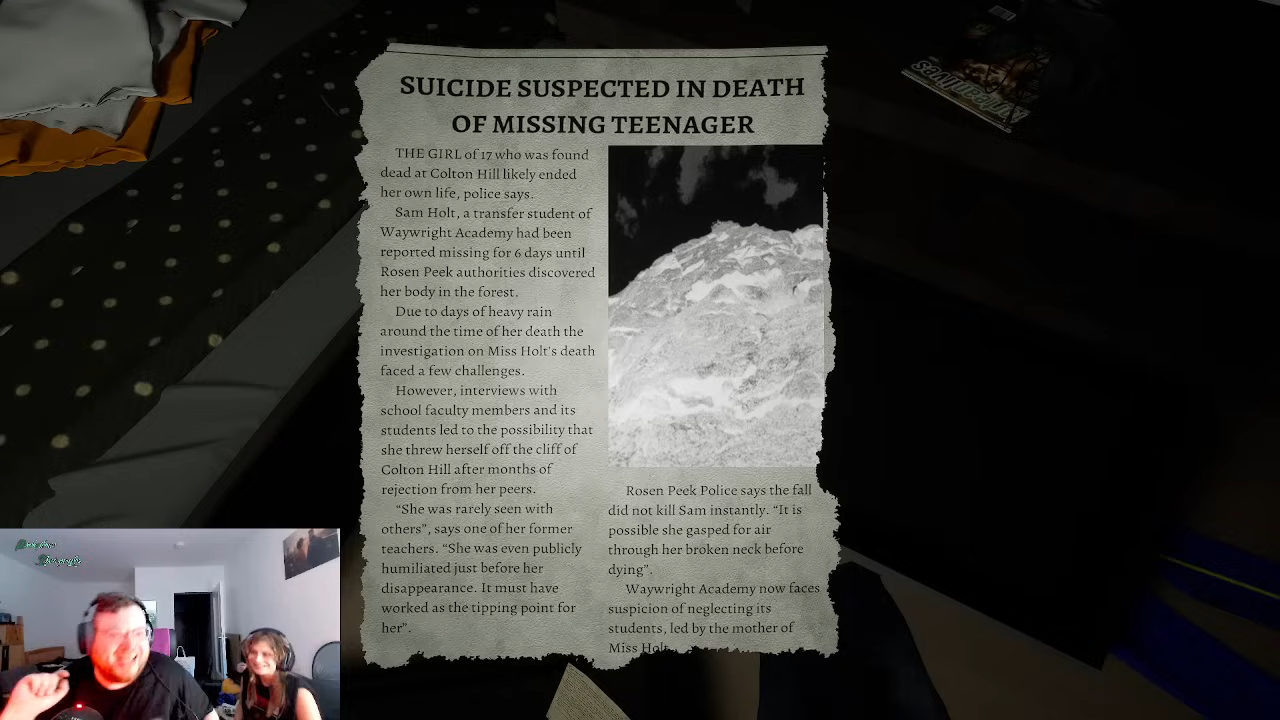 SUICIDE SUSPECTED IN DEATH
OF MISSING TEENAGER
THE GIRL of 17 who was found
dead at Colton Hill likely ended
her own life, police says.
Sam Holt, a transfer student of
Waywright Academy had been
reported missing for 6 days until
Rosen Peek authorities discovered
her body in the forest.
Due to days of heavy rain
around the time of her death the
investigation on Miss Holt's death
faced a few challenges.
However, interviews with
school faculty members and its
students led to the possibility that
she threw herself off the cliff of
Colton Hill after months of
rejection from her peers.
“She was rarely seen with
others”, says one of her former
teachers. “She was even publicly
humiliated just before her
disappearance. It must have
worked as the tipping point for
her”.
Rosen Peek Police says the fall
did not kill Sam instantly. “It is
possible she gasped for air
through her broken neck before
dying”.
Waywright Academy now faces
suspicion of neglecting its
students, led by the mother of
Miss Holt